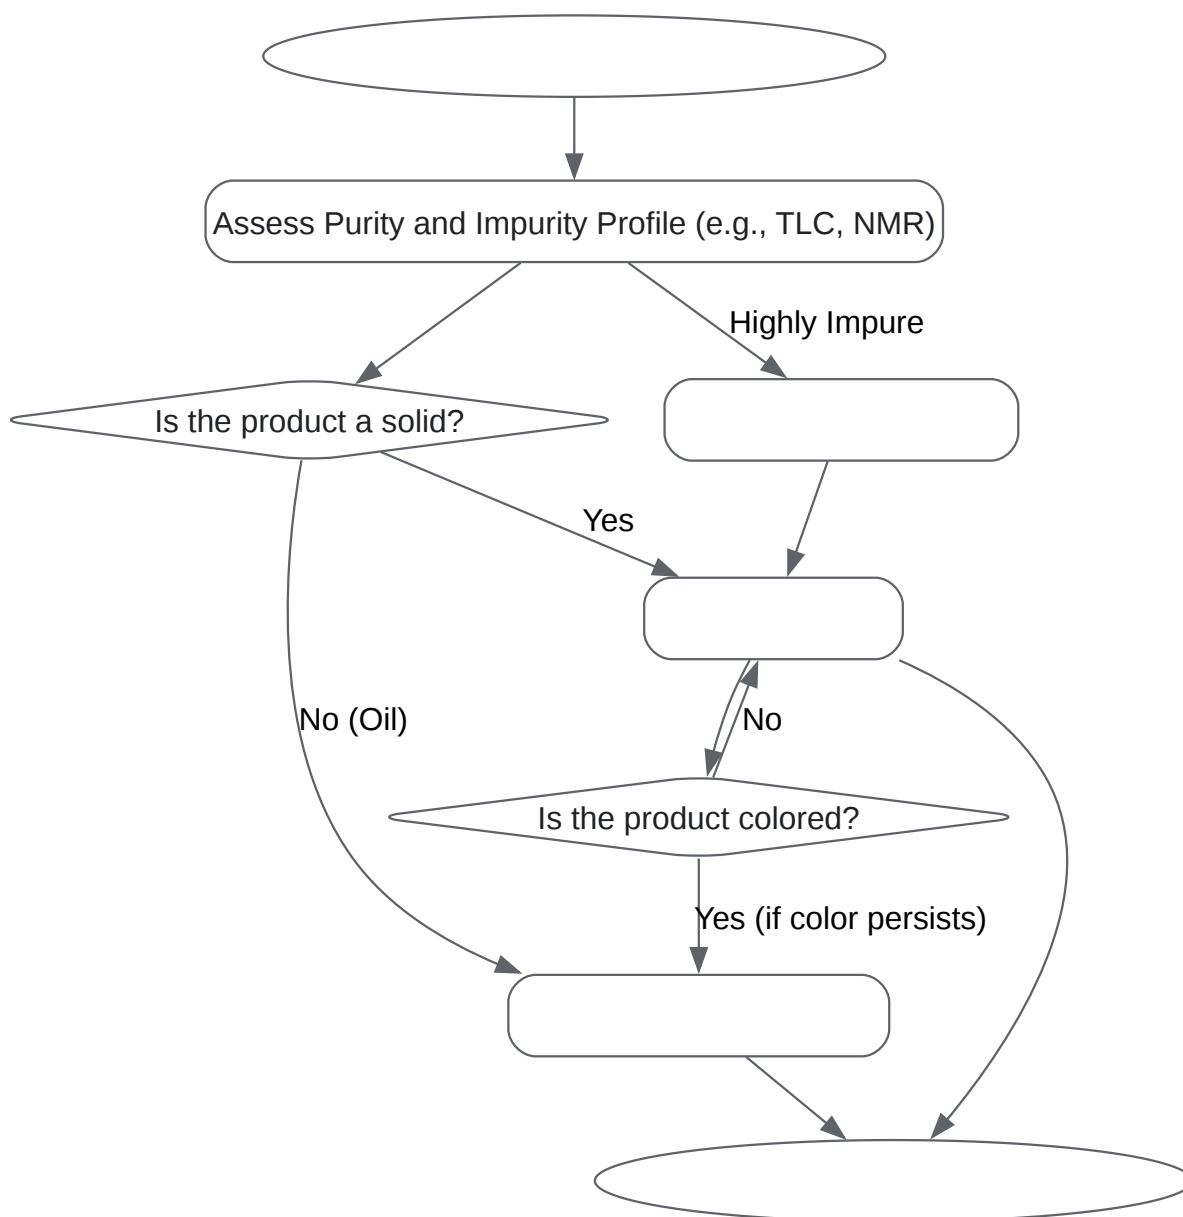 Assess Purity and Impurity Profile (e.g., TLC, NMR)
Highly Impure
Is the product a solid?
Yes
No (Oil)
No
Is the product colored?
Yes (if color persists)